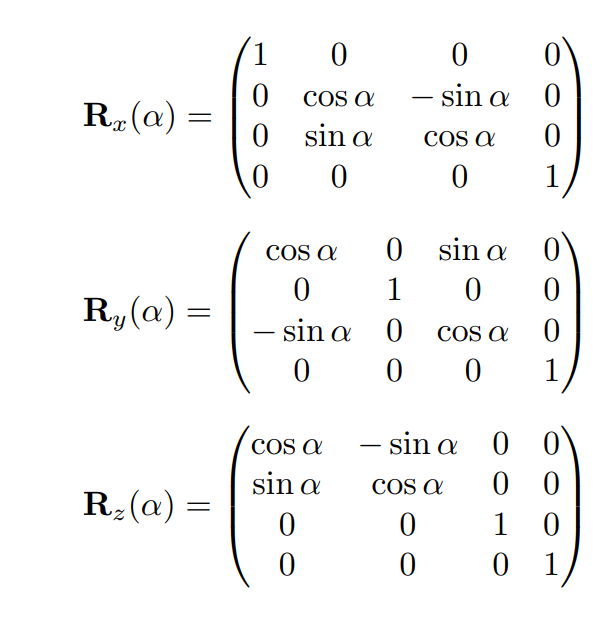 R_x(α) = 
1 0 0 0
0 cos α − sin α 0
0 sin α cos α 0
0 0 0 1
R_y(α) = 
cos α 0 sin α 0
0 1 0 0
− sin α 0 cos α 0
0 0 0 1
R_z(α) = 
cos α − sin α 0 0
sin α cos α 0 0
0 0 1 0
0 0 0 1